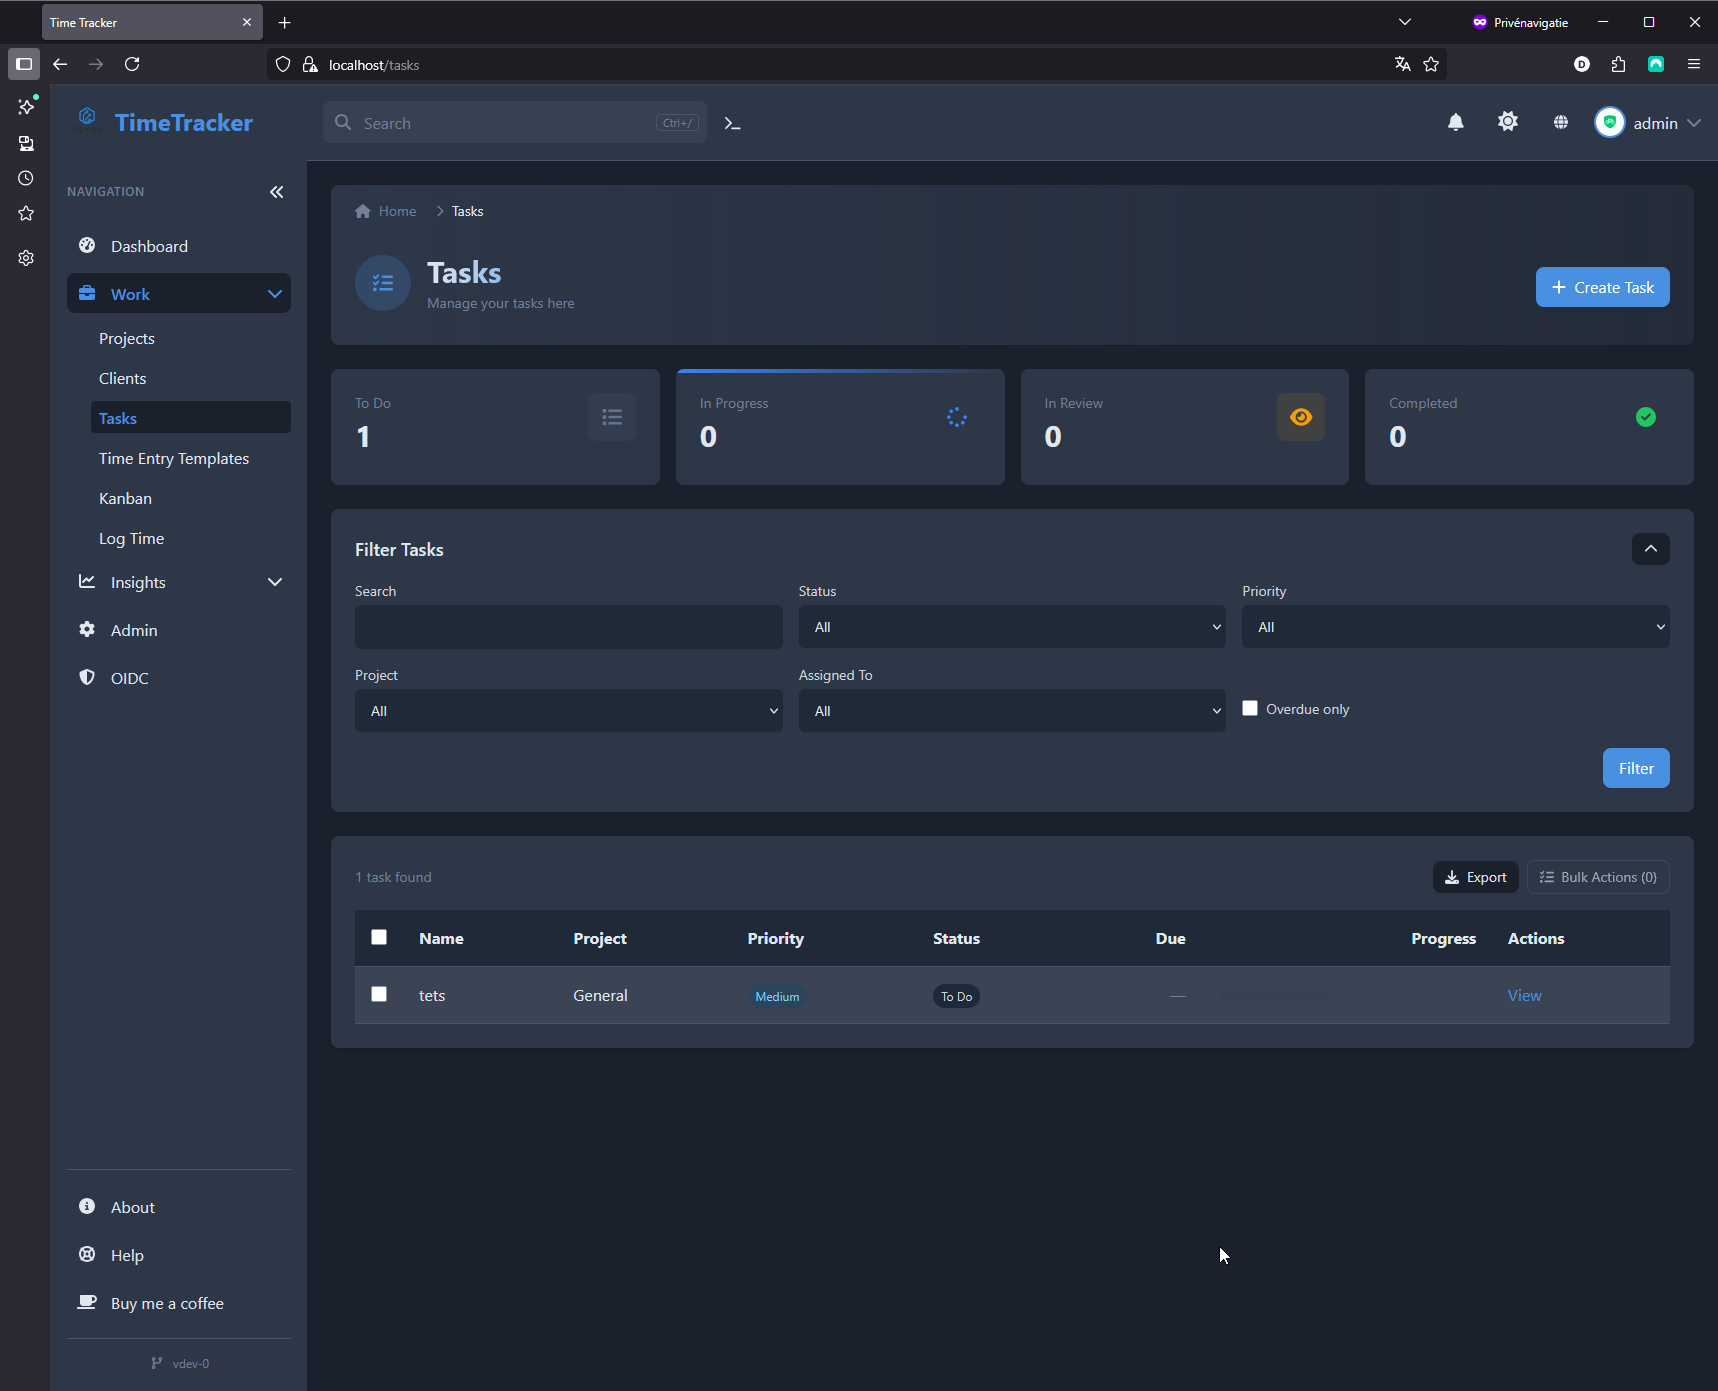 Time Tracker
Privénavigatie
localhost/tasks
TimeTracker
Search
Ctrl+/
admin
NAVIGATION
Dashboard
Work
Projects
Clients
Tasks
Time Entry Templates
Kanban
Log Time
Insights
Admin
OIDC
About
Help
Buy me a coffee
vdev-0
Home
Tasks
Tasks
Manage your tasks here
Create Task
To Do
1
In Progress
0
In Review
0
Completed
0
Filter Tasks
Search
Status
Priority
All
All
Project
Assigned To
All
All
Overdue only
Filter
1 task found
Export
Bulk Actions (0)
Name Project Priority Status Due Progress Actions
tets General Medium To Do — View